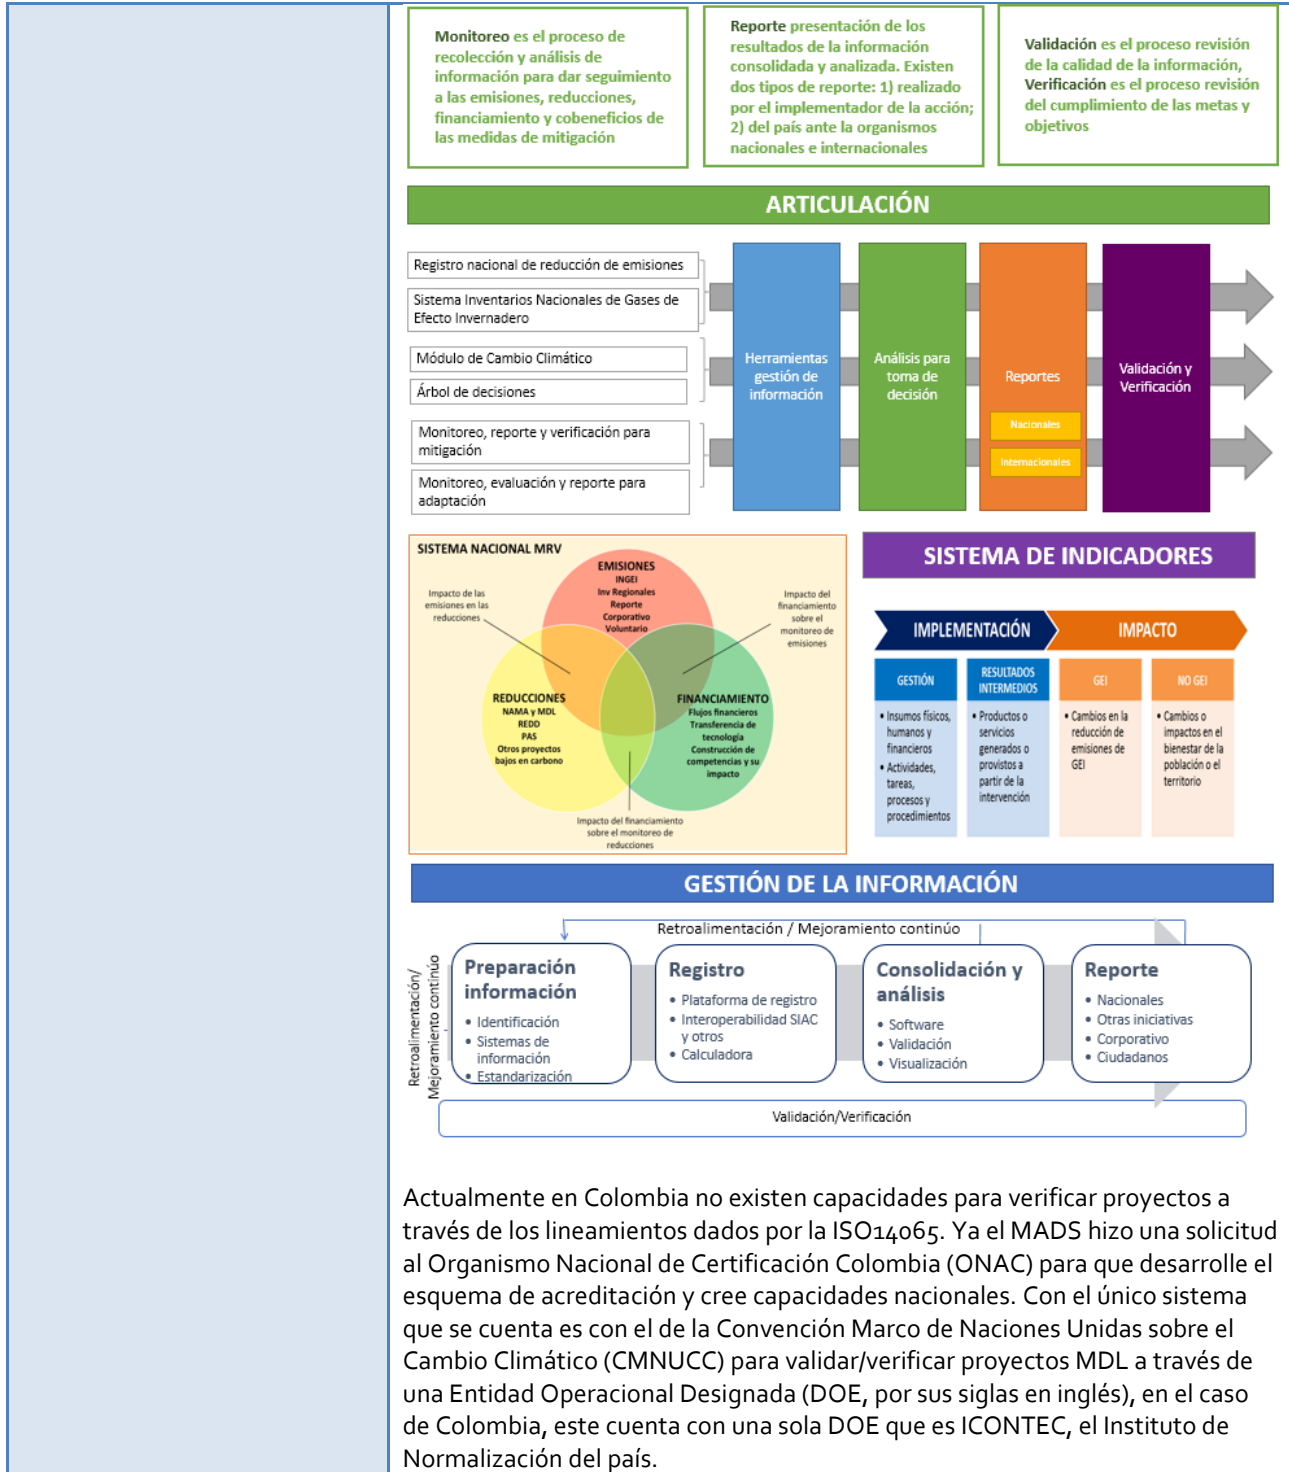 Monitoreo es el proceso de
recolección y análisis de
información para dar seguimiento
a las emisiones, reducciones,
financiamiento y cobeneficios de
las medidas de mitigación
Reporte presentación de los
resultados de la información
consolidada y analizada. Existen
dos tipos de reporte: 1) realizado
por el implementador de la acción;
2) del país ante la organismos
nacionales e internacionales
Validación es el proceso revisión
de la calidad de la información,
Verificación es el proceso revisión
del cumplimiento de las metas y
objetivos
ARTICULACIÓN
Registro nacional de reducción de emisiones
Sistema Inventarios Nacionales de Gases de
Efecto Invernadero
Módulo de Cambio Climático
Árbol de decisiones
Monitoreo, reporte y verificación para
mitigación
Monitoreo, evaluación y reporte para
adaptación
Herramientas
gestión de
información
Análisis para
toma de
decisión
Reportes
Nacionales
Internacionales
Validación y
Verificación
SISTEMA NACIONAL MRV
EMISIONES
INGEI
Inv Regionales
Reporte
Corporativo
Voluntario
Impacto de las
emisiones en las
reducciones
Impacto del
financiamiento
sobre el
monitoreo de
emisiones
REDUCCIONES
NAMA y MDL
REDD
PAS
Otros proyectos
bajos en carbono
FINANCIAMIENTO
Flujos financieros
Transferencia de
tecnología
Construcción de
competencias y su
impacto
Impacto del financiamiento
sobre el monitoreo de
reducciones
SISTEMA DE INDICADORES
IMPLEMENTACIÓN
IMPACTO
GESTIÓN
• Insumos físicos,
humanos y
financieros
• Actividades,
tareas,
procesos y
procedimientos
RESULTADOS
INTERMEDIOS
• Productos o
servicios
generados o
provistos a
partir de la
intervención
GEI
• Cambios en la
reducción de
emisiones de
GEI
NO GEI
• Cambios o
impactos en el
bienestar de la
población o el
territorio
GESTIÓN DE LA INFORMACIÓN
Retroalimentación / Mejoramiento continúo
Retroalimentación/
Mejoramiento continúo
Preparación
información
• Identificación
• Sistemas de
información
• Estandarización
Registro
• Plataforma de registro
• Interoperabilidad SIAC
y otros
• Calculadora
Consolidación y
análisis
• Software
• Validación
• Visualización
Reporte
• Nacionales
• Otras iniciativas
• Corporativo
• Ciudadanos
Validación/Verificación
Actualmente en Colombia no existen capacidades para verificar proyectos a
través de los lineamientos dados por la ISO14065. Ya el MADS hizo una solicitud
al Organismo Nacional de Certificación Colombia (ONAC) para que desarrolle el
esquema de acreditación y cree capacidades nacionales. Con el único sistema
que se cuenta es con el de la Convención Marco de Naciones Unidas sobre el
Cambio Climático (CMNUCC) para validar/verificar proyectos MDL a través de
una Entidad Operacional Designada (DOE, por sus siglas en inglés), en el caso
de Colombia, este cuenta con una sola DOE que es ICONTEC, el Instituto de
Normalización del país.